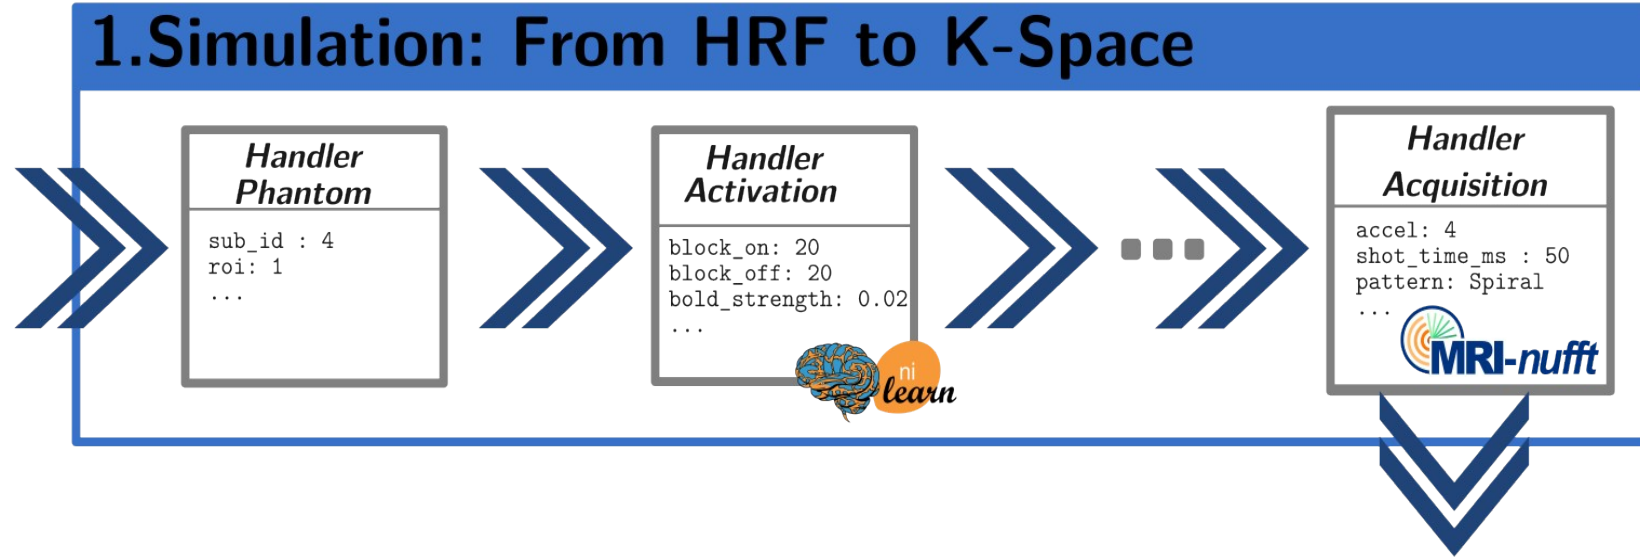 1.Simulation: From HRF to K-Space
Handler
Phantom
sub_id : 4
roi: 1
...
Handler
Activation
block_on: 20
block_off: 20
bold_strength: 0.02
...
ni
learn
Handler
Acquisition
accel: 4
shot_time_ms : 50
pattern: Spiral
...
MRI-nufft